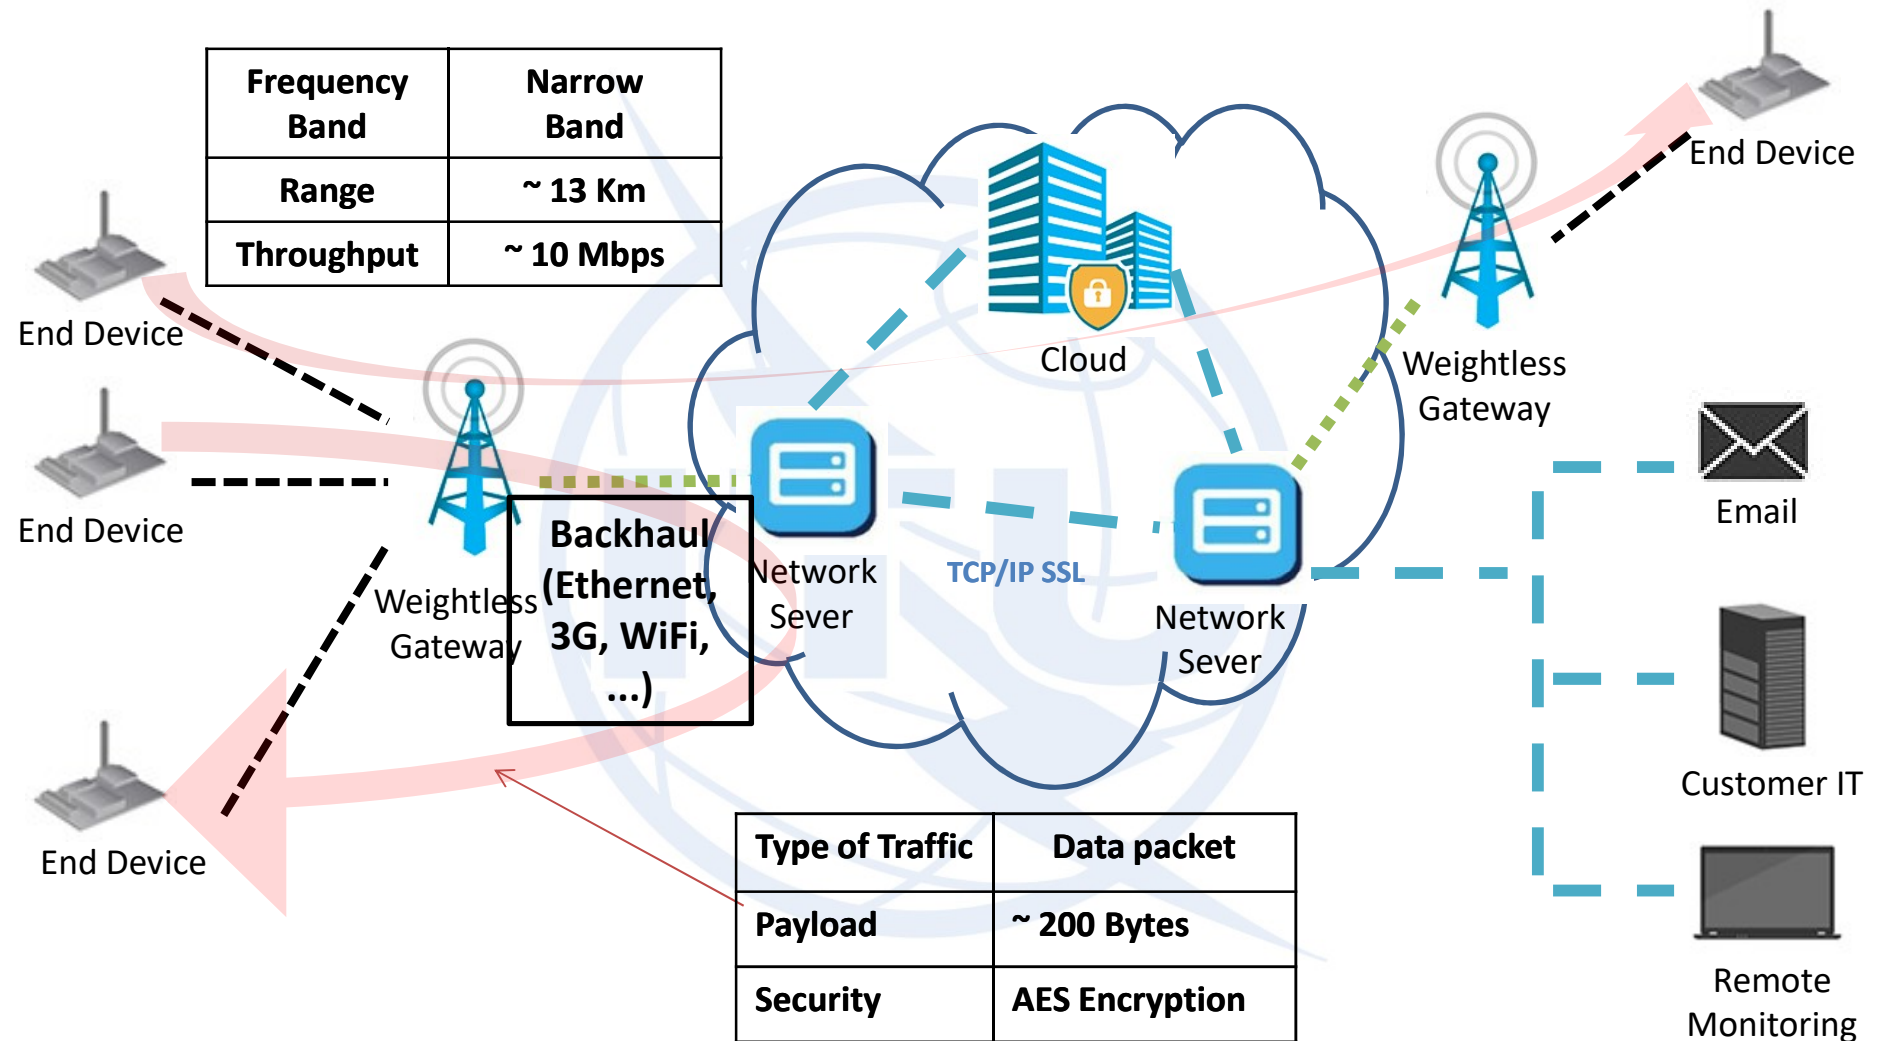 Frequency Band
Narrow Band
Range
~ 13 Km
Throughput
~ 10 Mbps
End Device
End Device
End Device
End Device
Weightless
Gateway
Backhaul
(Ethernet,
3G, WiFi,
...)
Cloud
Network
Sever
TCP/IP SSL
Network
Sever
Weightless
Gateway
Email
Customer IT
Remote
Monitoring
Type of Traffic
Data packet
Payload
~ 200 Bytes
Security
AES Encryption
ITU